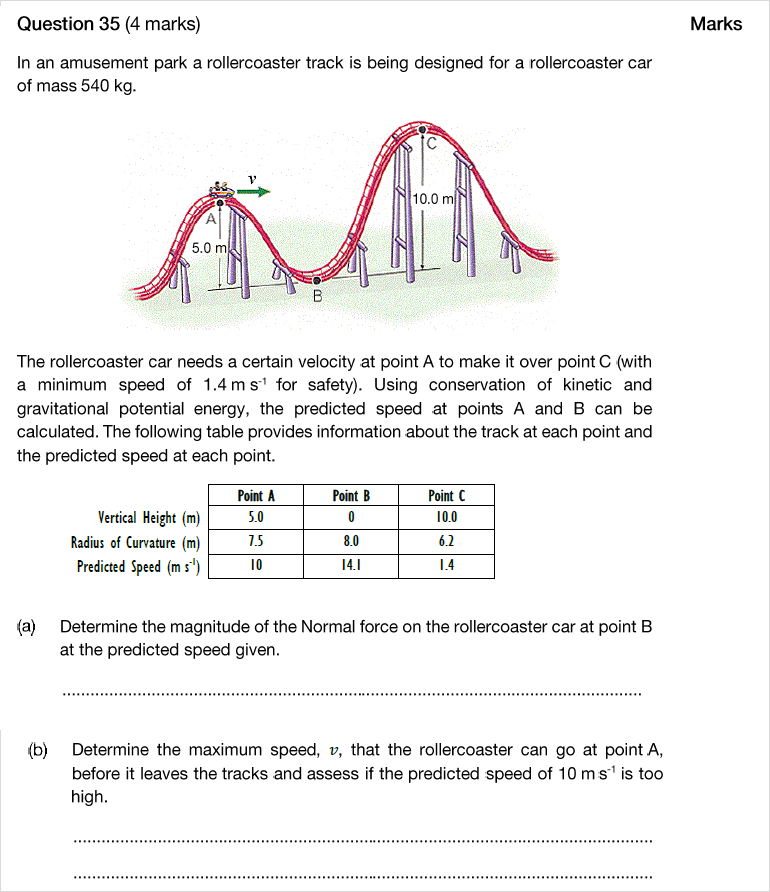 Question 35 (4 marks) Marks
In an amusement park a rollercoaster track is being designed for a rollercoaster car
of mass 540 kg.
v
C
A
10.0 m
5.0 m
B
The rollercoaster car needs a certain velocity at point A to make it over point C (with
a minimum speed of 1.4 m s⁻¹ for safety). Using conservation of kinetic and
gravitational potential energy, the predicted speed at points A and B can be
calculated. The following table provides information about the track at each point and
the predicted speed at each point.
Point A Point B Point C
Vertical Height (m) 5.0 0 10.0
Radius of Curvature (m) 7.5 8.0 6.2
Predicted Speed (m s⁻¹) 10 14.1 1.4
(a) Determine the magnitude of the Normal force on the rollercoaster car at point B
at the predicted speed given.
(b) Determine the maximum speed, v, that the rollercoaster can go at point A,
before it leaves the tracks and assess if the predicted speed of 10 m s⁻¹ is too
high.